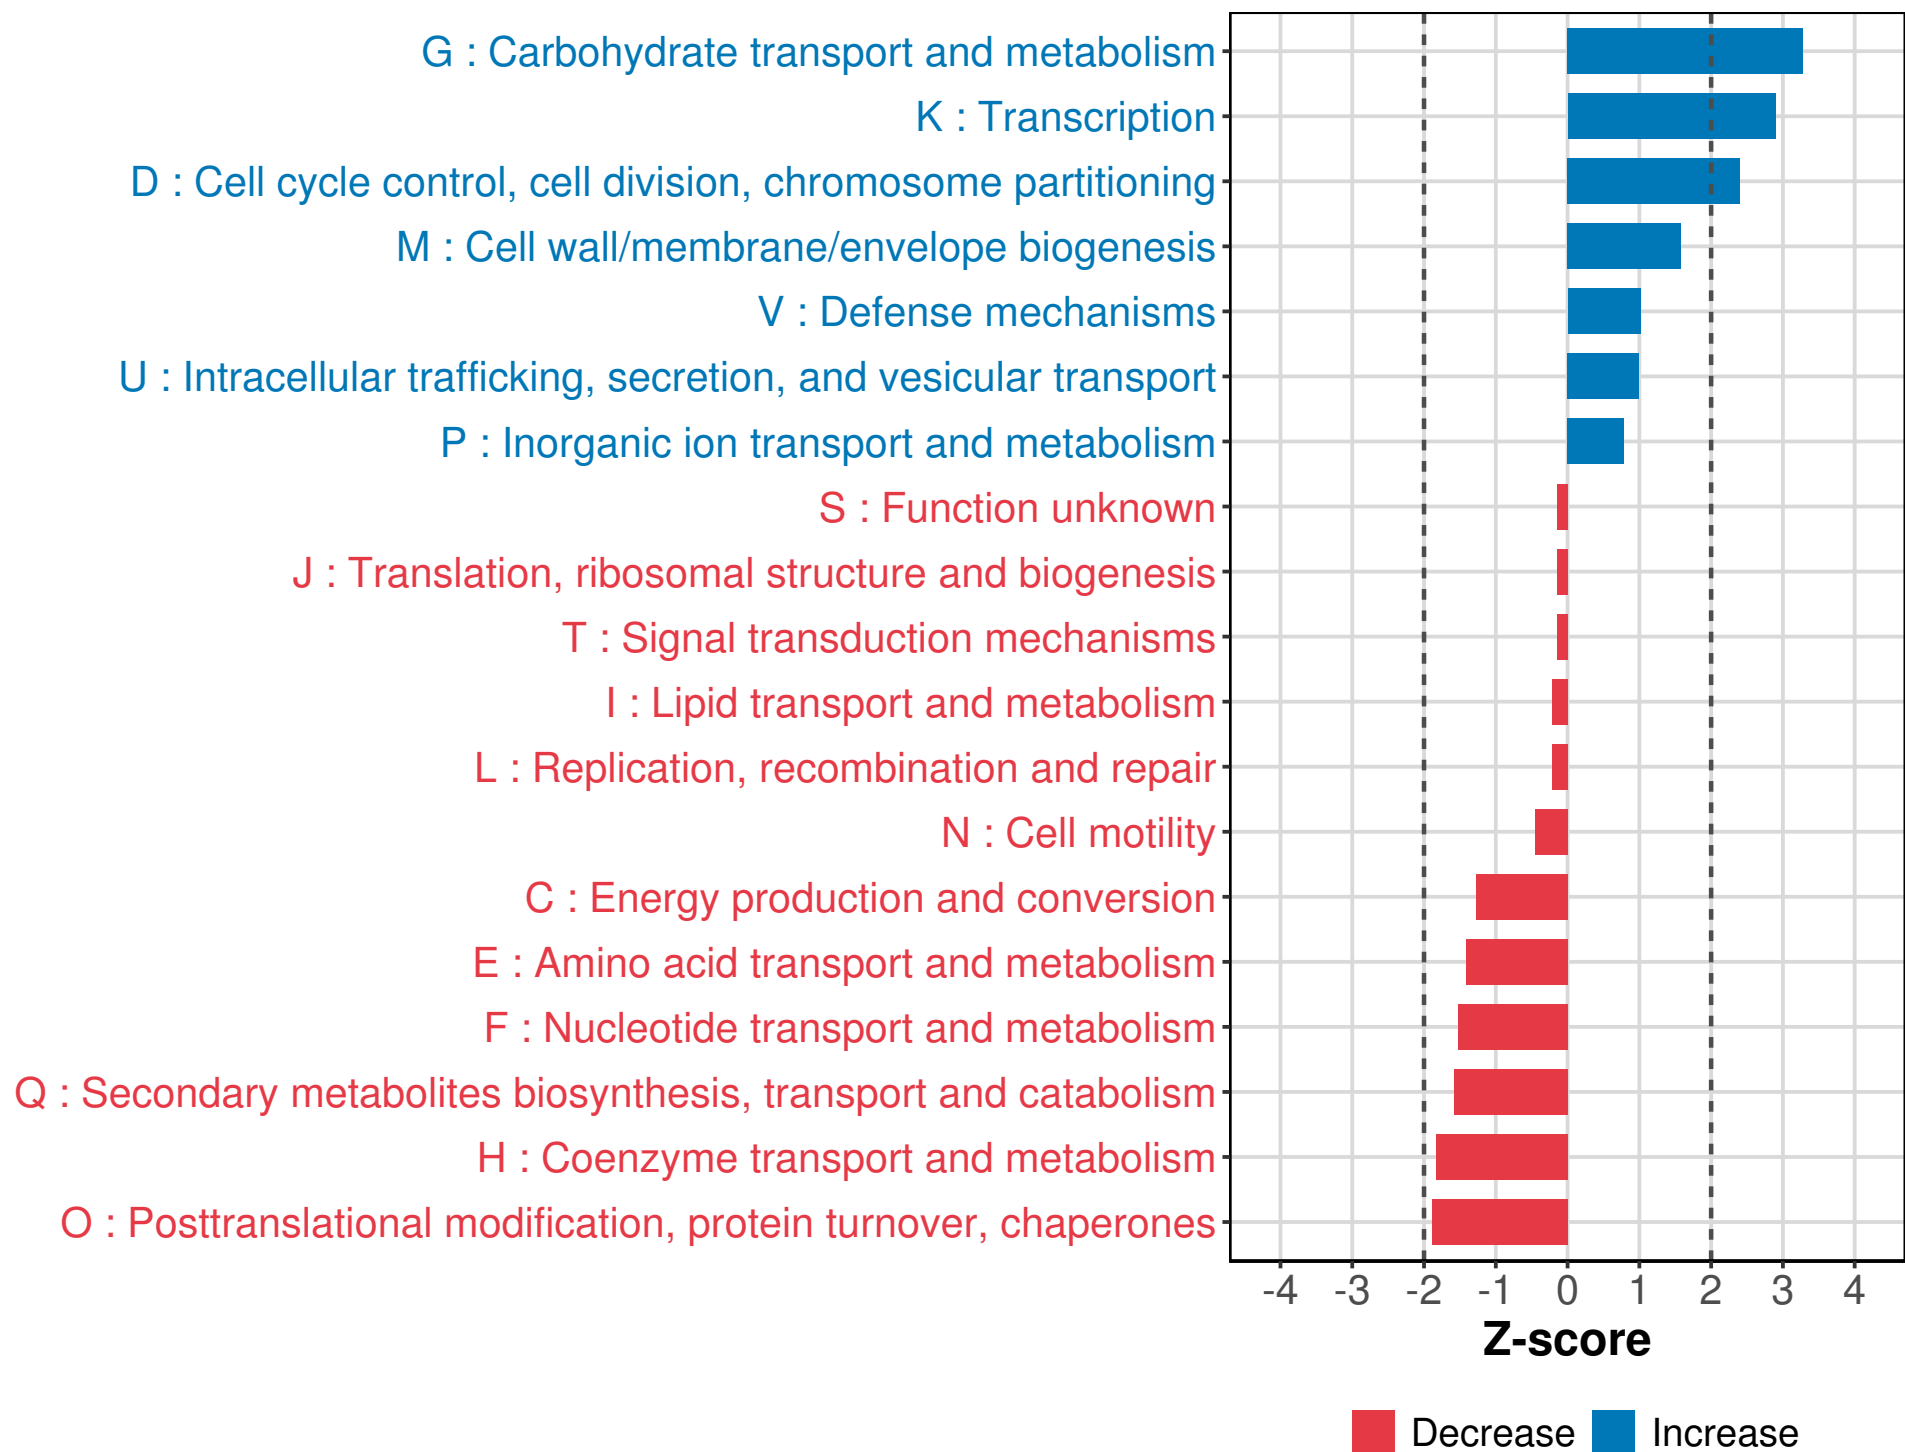 G : Carbohydrate transport and metabolism
K : Transcription
D : Cell cycle control, cell division, chromosome partitioning
M : Cell wall/membrane/envelope biogenesis
V : Defense mechanisms
U : Intracellular trafficking, secretion, and vesicular transport
P : Inorganic ion transport and metabolism
S : Function unknown
J : Translation, ribosomal structure and biogenesis
T : Signal transduction mechanisms
I : Lipid transport and metabolism
L : Replication, recombination and repair
N : Cell motility
C : Energy production and conversion
E : Amino acid transport and metabolism
F : Nucleotide transport and metabolism
Q : Secondary metabolites biosynthesis, transport and catabolism
H : Coenzyme transport and metabolism
O : Posttranslational modification, protein turnover, chaperones
-4 -3 -2 -1 0 1 2 3 4
Z-score
Decrease Increase